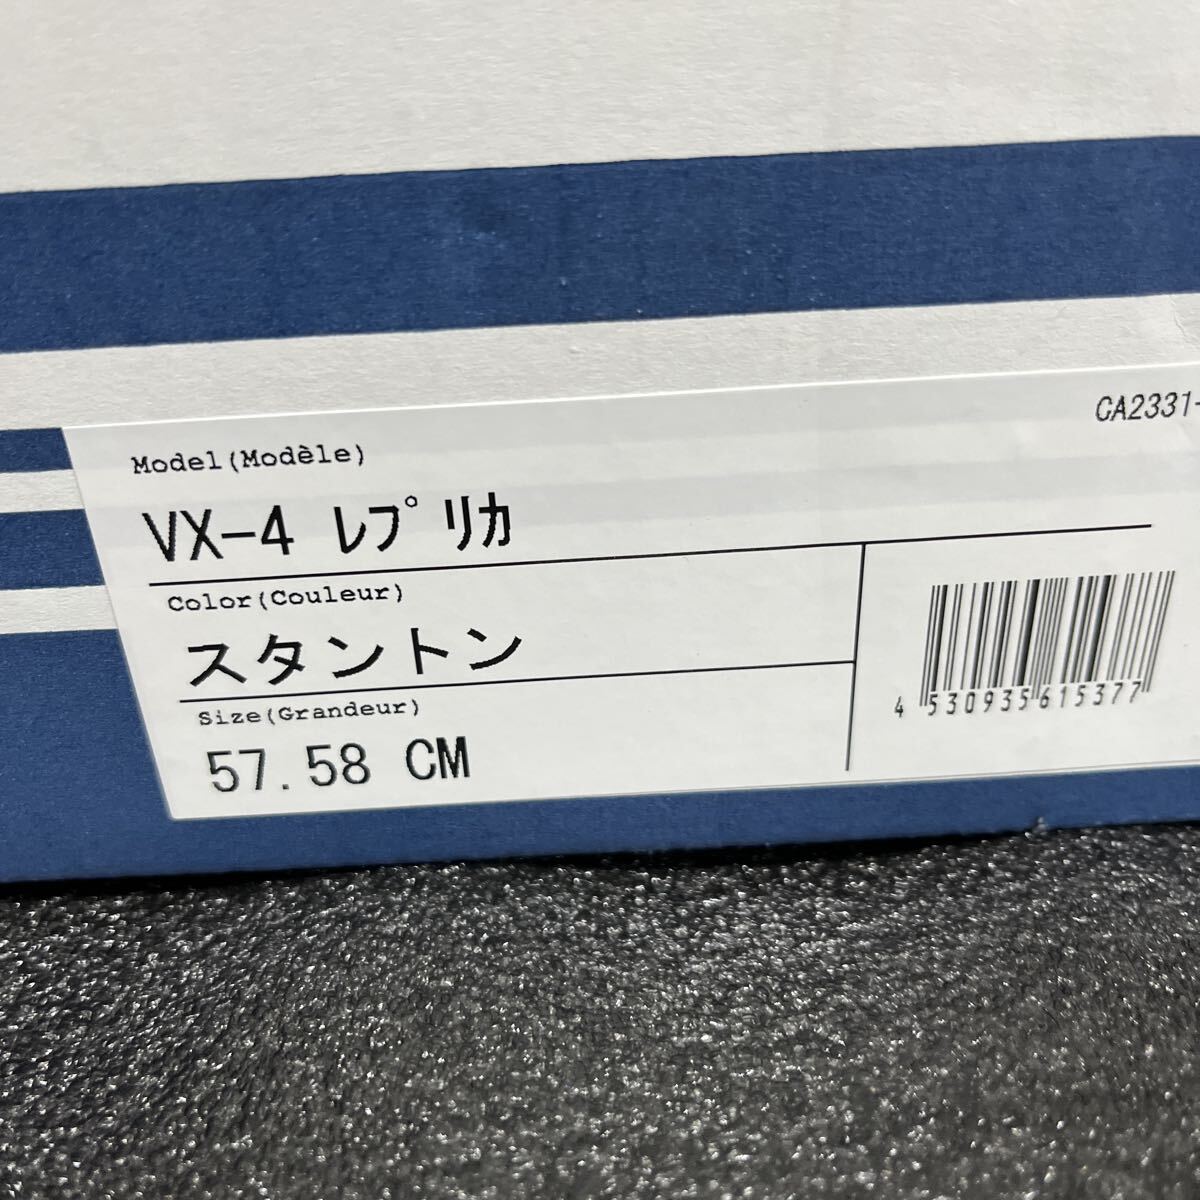 CA2331-
Model(Modèle)
VX-4 ﾚﾌﾟﾘｶ
Color(Couleur)
スタントン
Size(Grandeur)
57.58 CM
4 530935 615377